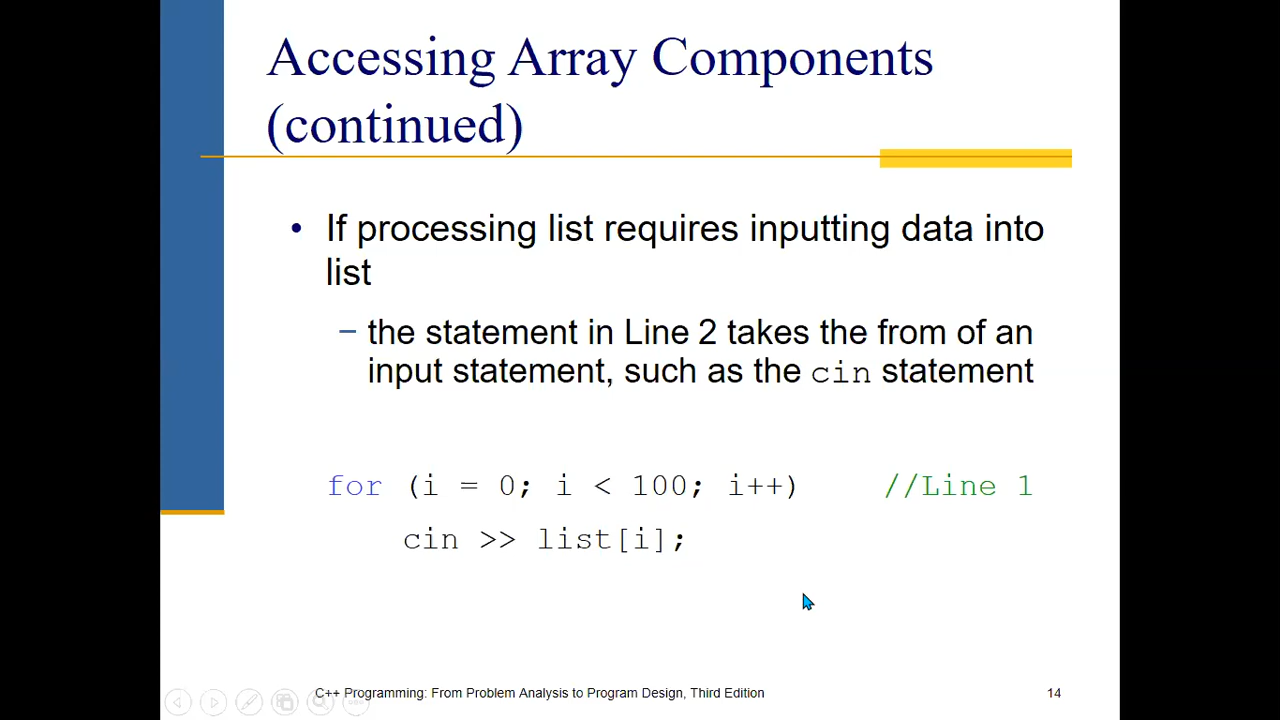 Accessing Array Components
(continued)
• If processing list requires inputting data into
list
– the statement in Line 2 takes the from of an
input statement, such as the cin statement
for (i = 0; i < 100; i++) //Line 1
cin >> list[i];
C++ Programming: From Problem Analysis to Program Design, Third Edition 14